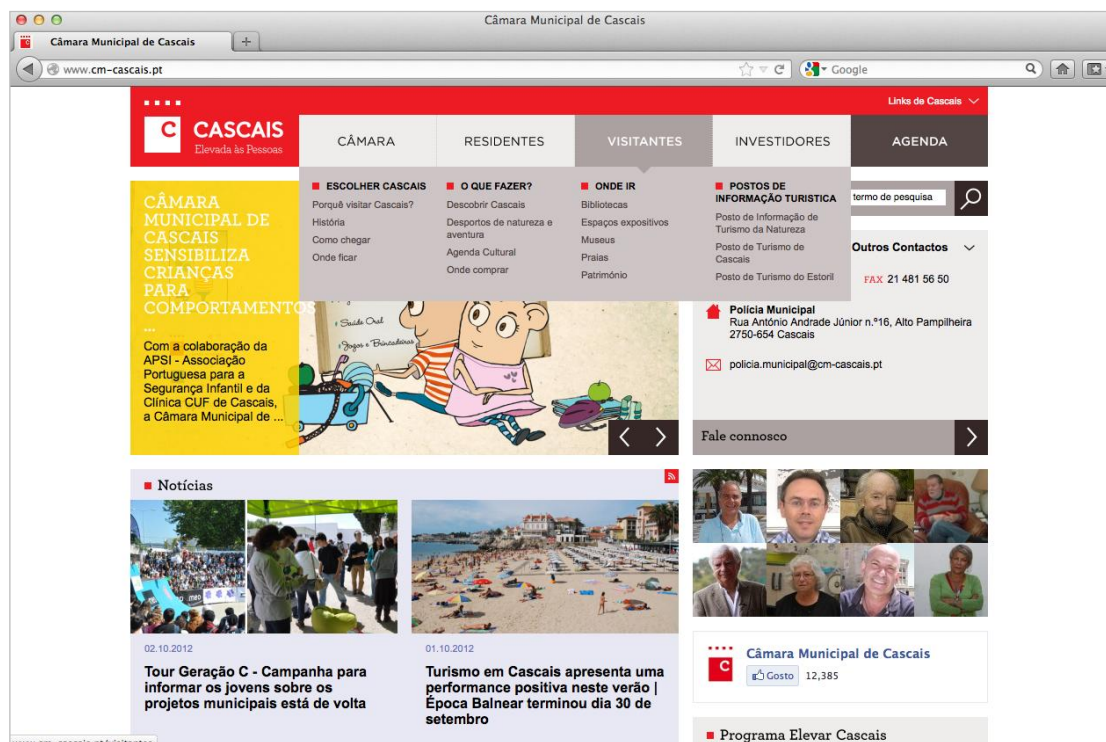 Câmara Municipal de Cascais
Câmara Municipal de Cascais
www.cm-cascais.pt
Google
Links de Cascais
C
CASCAIS
Elevada às Pessoas
CÂMARA
RESIDENTES
VISITANTES
INVESTIDORES
AGENDA
ESCOLHER CASCAIS
Porquê visitar Cascais?
História
Como chegar
Onde ficar
O QUE FAZER?
Descobrir Cascais
Desportos de natureza e
aventura
Agenda Cultural
Onde comprar
ONDE IR
Bibliotecas
Espaços expositivos
Museus
Praias
Património
POSTOS DE
INFORMAÇÃO TURISTICA
Posto de Informação de
Turismo da Natureza
Posto de Turismo de
Cascais
Posto de Turismo do Estoril
termo de pesquisa
CÂMARA
MUNICIPAL DE
CASCAIS
SENSIBILIZA
CRIANÇAS
PARA
COMPORTAMENTOS
...
Com a colaboração da
APSI - Associação
Portuguesa para a
Segurança Infantil e da
Clínica CUF de Cascais,
a Câmara Municipal de ...
Saúde Oral
Jogos e Brincadeiras
Outros Contactos
FAX 21 481 56 50
Polícia Municipal
Rua António Andrade Júnior n.º16, Alto Pampilheira
2750-654 Cascais
policia.municipal@cm-cascais.pt
Fale connosco
Notícias
02.10.2012
Tour Geração C - Campanha para
informar os jovens sobre os
projetos municipais está de volta
01.10.2012
Turismo em Cascais apresenta uma
performance positiva neste verão |
Época Balnear terminou dia 30 de
setembro
C
Câmara Municipal de Cascais
Gosto 12,385
Programa Elevar Cascais